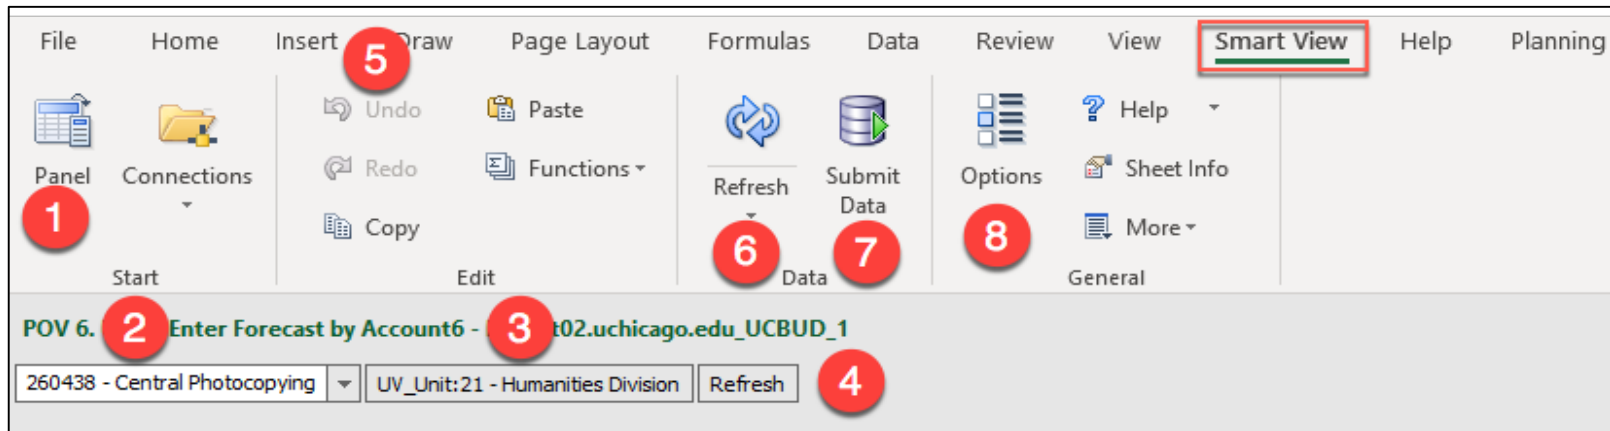 File Home Insert Draw Page Layout Formulas Data Review View Smart View Help Planning
5
Undo Paste Help
Redo Functions Sheet Info
Copy More
Panel Connections Refresh Submit Data Options
1 6 7 8
Start Edit Data General
POV 6. 2 Enter Forecast by Account6 - 3 t02.uchicago.edu_UCBUD_1
260438 - Central Photocopying UV_Unit:21 - Humanities Division Refresh 4